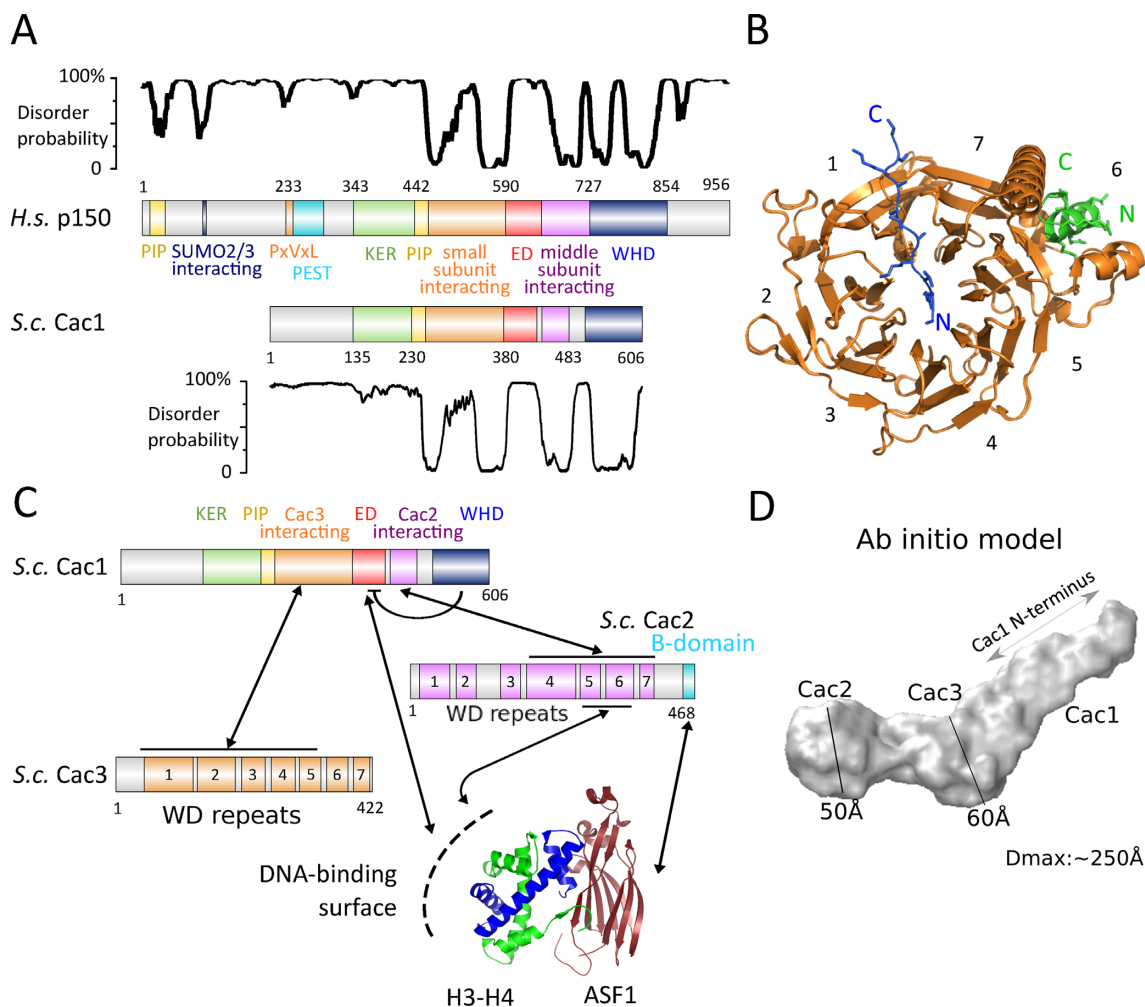 A
100%
Disorder
probability
0
1 233 343 442 590 727 854 956
H.s. p150
PIP SUMO2/3 interacting PxVxL PEST KER PIP small subunit interacting ED middle subunit interacting WHD
S.c. Cac1
1 135 230 380 483 606
100%
Disorder
probability
0
B
C
7
1
C
6
N
2
N
5
3
4
C
KER PIP Cac3 interacting ED Cac2 interacting WHD
S.c. Cac1
1 606
S.c. Cac2
B-domain
1 2 3 4 5 6 7
1 WD repeats 468
S.c. Cac3
1 2 3 4 5 6 7
1 WD repeats 422
DNA-binding
surface
H3-H4 ASF1
D
Ab initio model
Cac1 N-terminus
Cac2 Cac3
Cac1
50Å 60Å
Dmax:~250Å